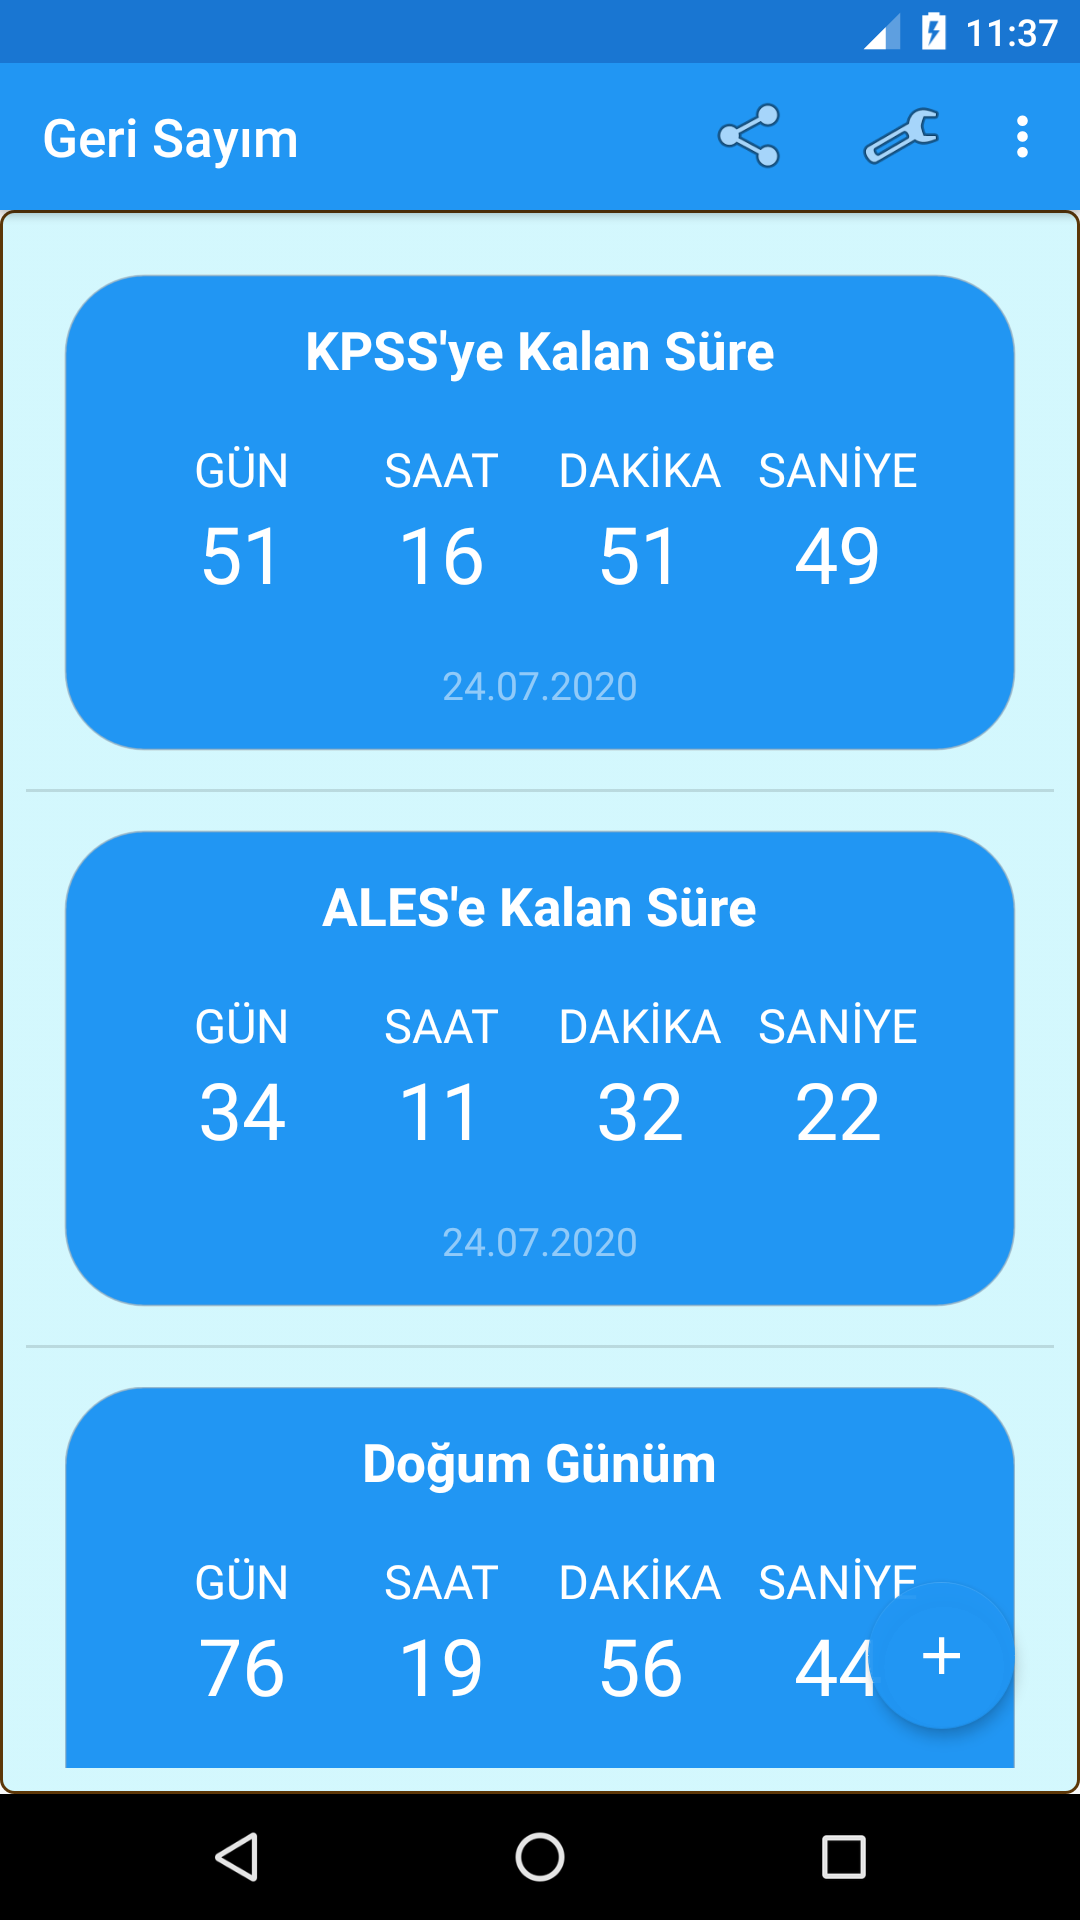 11:37
Geri Sayım
KPSS'ye Kalan Süre
GÜN SAAT DAKİKA SANİYE
51 16 51 49
24.07.2020
ALES'e Kalan Süre
GÜN SAAT DAKİKA SANİYE
34 11 32 22
24.07.2020
Doğum Günüm
GÜN SAAT DAKİKA SANİYE
76 19 56 44
+